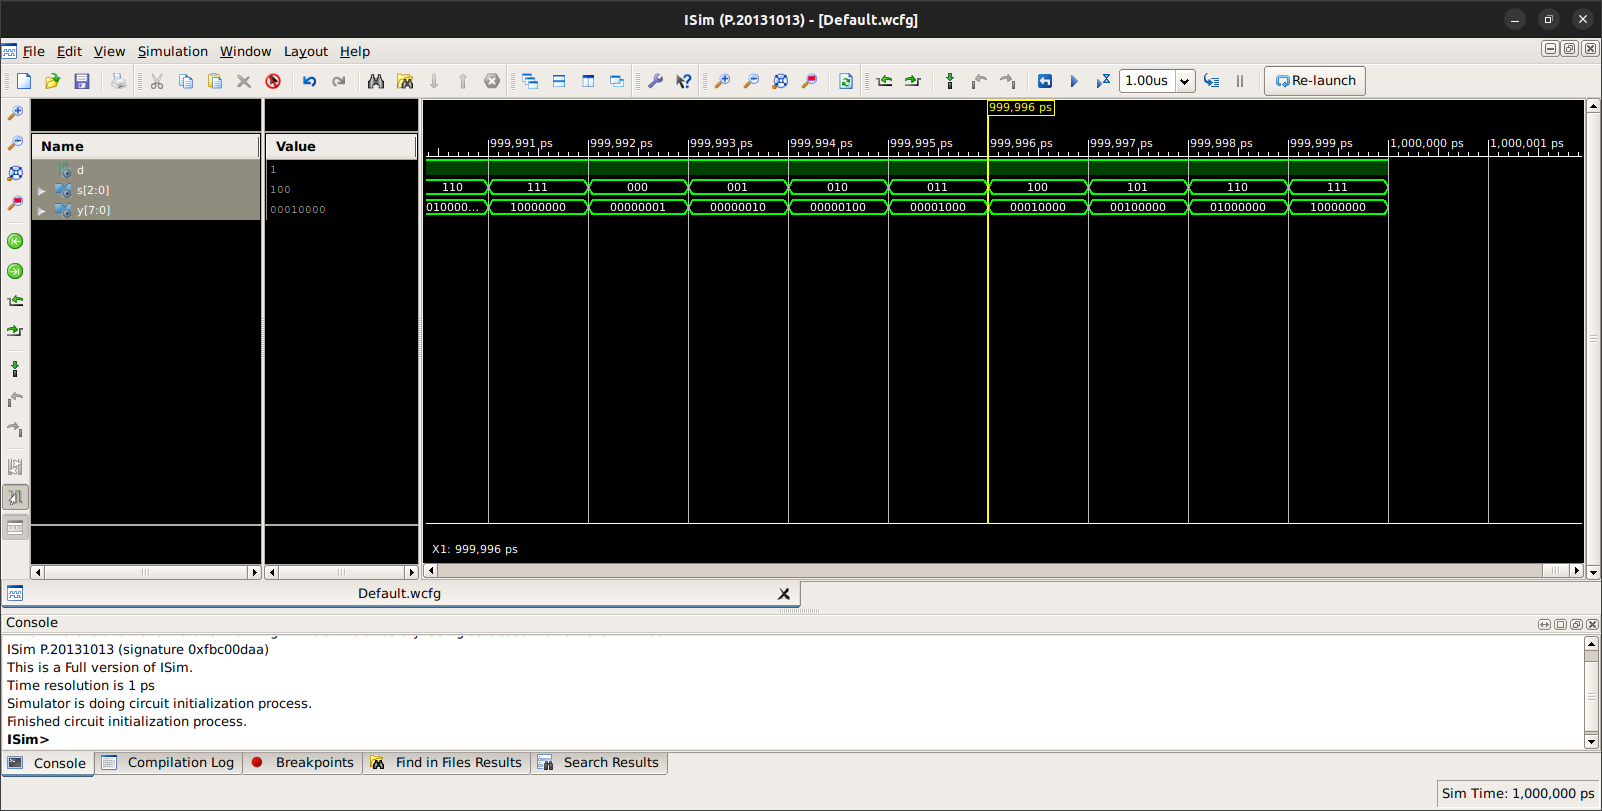 ISim (P.20131013) - [Default.wcfg]
File Edit View Simulation Window Layout Help
1.00us Re-launch
999,996 ps
Name Value
999,991 ps 999,992 ps 999,993 ps 999,994 ps 999,995 ps 999,996 ps 999,997 ps 999,998 ps 999,999 ps 1,000,000 ps 1,000,001 ps
d 1
s[2:0] 100 110 111 000 001 010 011 100 101 110 111
y[7:0] 00010000 010000... 10000000 00000001 00000010 00000100 00001000 00010000 00100000 01000000 10000000
X1: 999,996 ps
Default.wcfg
Console
ISim P.20131013 (signature 0xfbc00daa)
This is a Full version of ISim.
Time resolution is 1 ps
Simulator is doing circuit initialization process.
Finished circuit initialization process.
ISim>
Console Compilation Log Breakpoints Find in Files Results Search Results
Sim Time: 1,000,000 ps